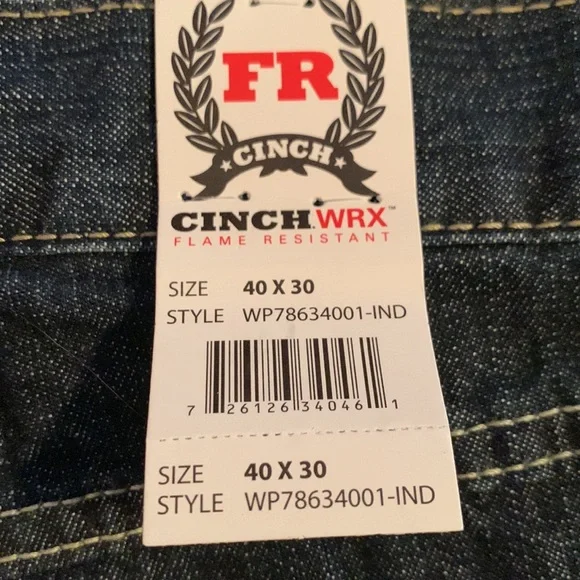 FR
CINCH
CINCH.WRX™
FLAME RESISTANT
SIZE 40 X 30
STYLE WP78634001-IND
7 26126 34046 1
SIZE 40 X 30
STYLE WP78634001-IND